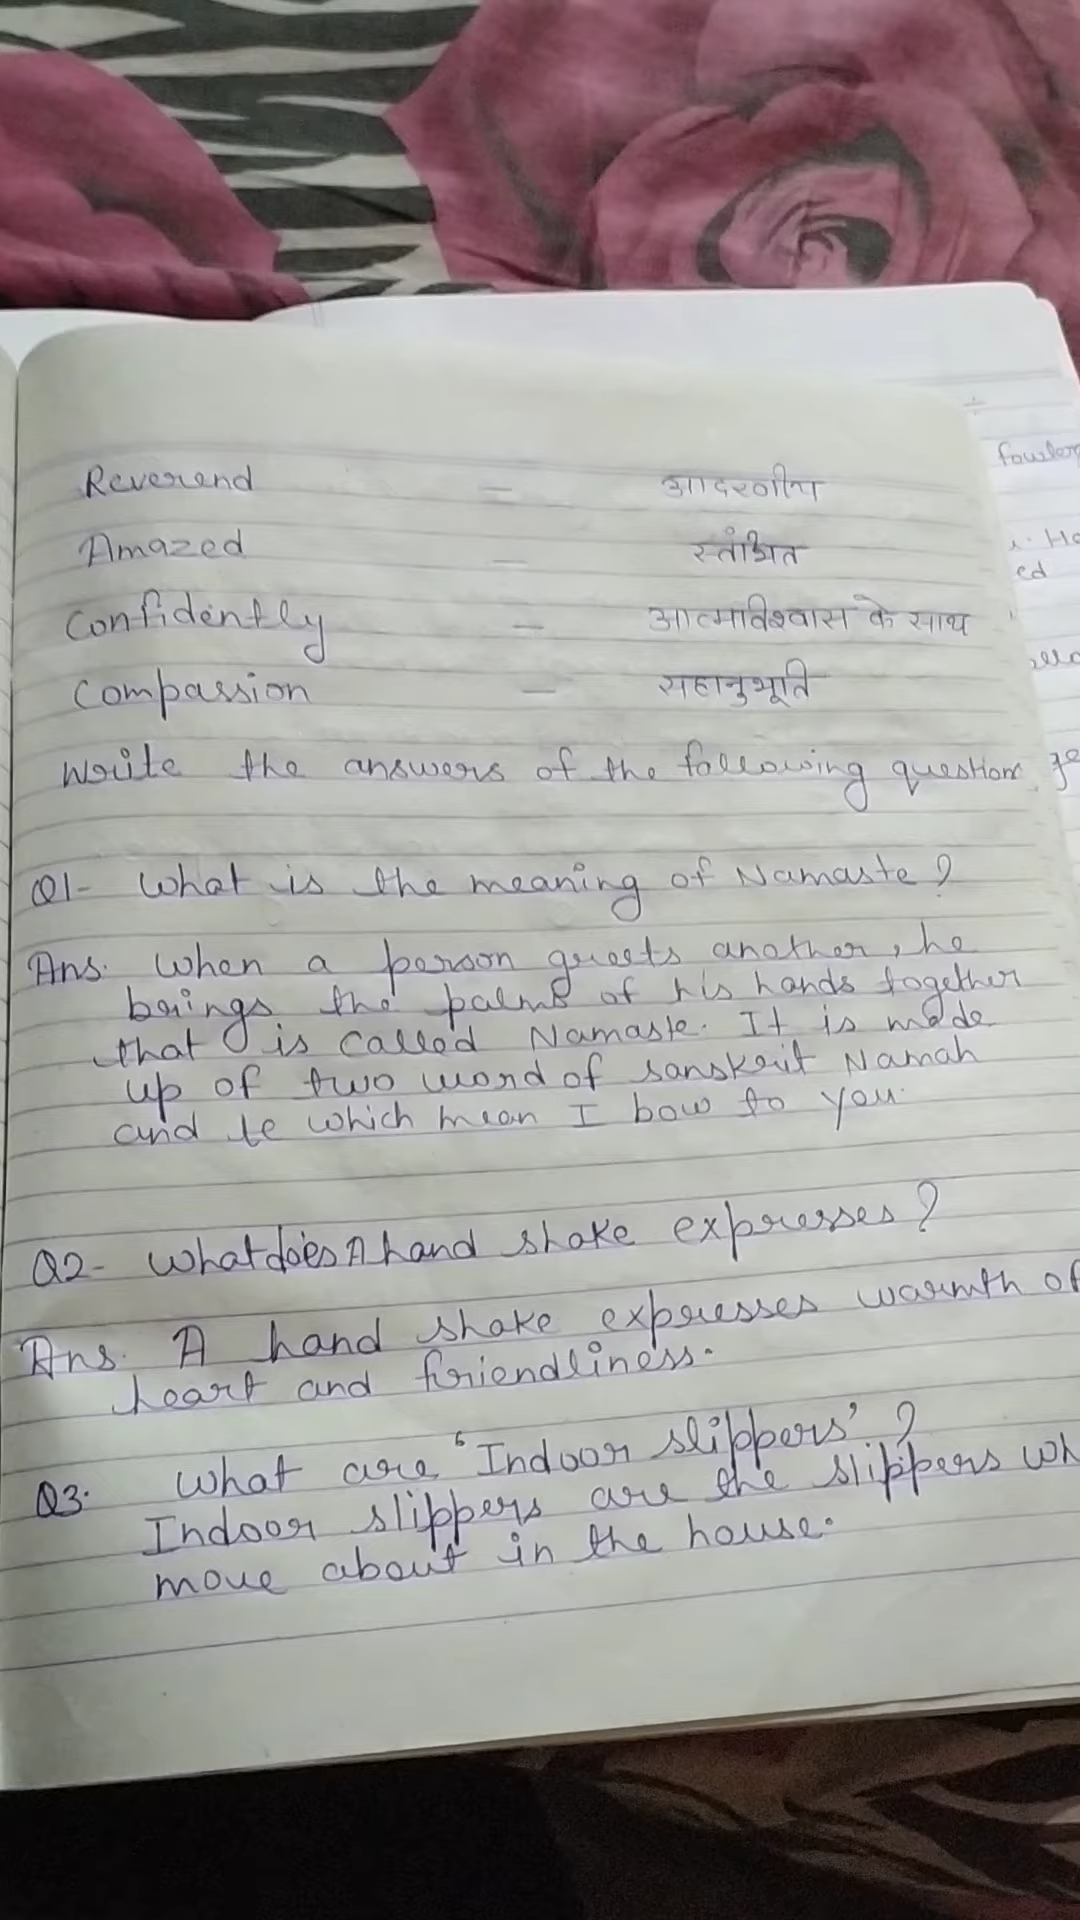 Reverend - आदरणीय
Amazed - स्तंभित
Confidently - आत्मविश्वास के साथ
Compassion - सहानुभूति
Write the answers of the following question
Q1- What is the meaning of Namaste?
Ans. When a person greets another, he
brings the palms of his hands together
that is called Namaste. It is made
up of two word of sanskrit Namah
and te which mean I bow to you.
Q2- What does A hand shake expresses?
Ans. A hand shake expresses warmth of
heart and friendliness.
Q3. What are 'Indoor slippers'?
Indoor slippers are the slippers wh
move about in the house.